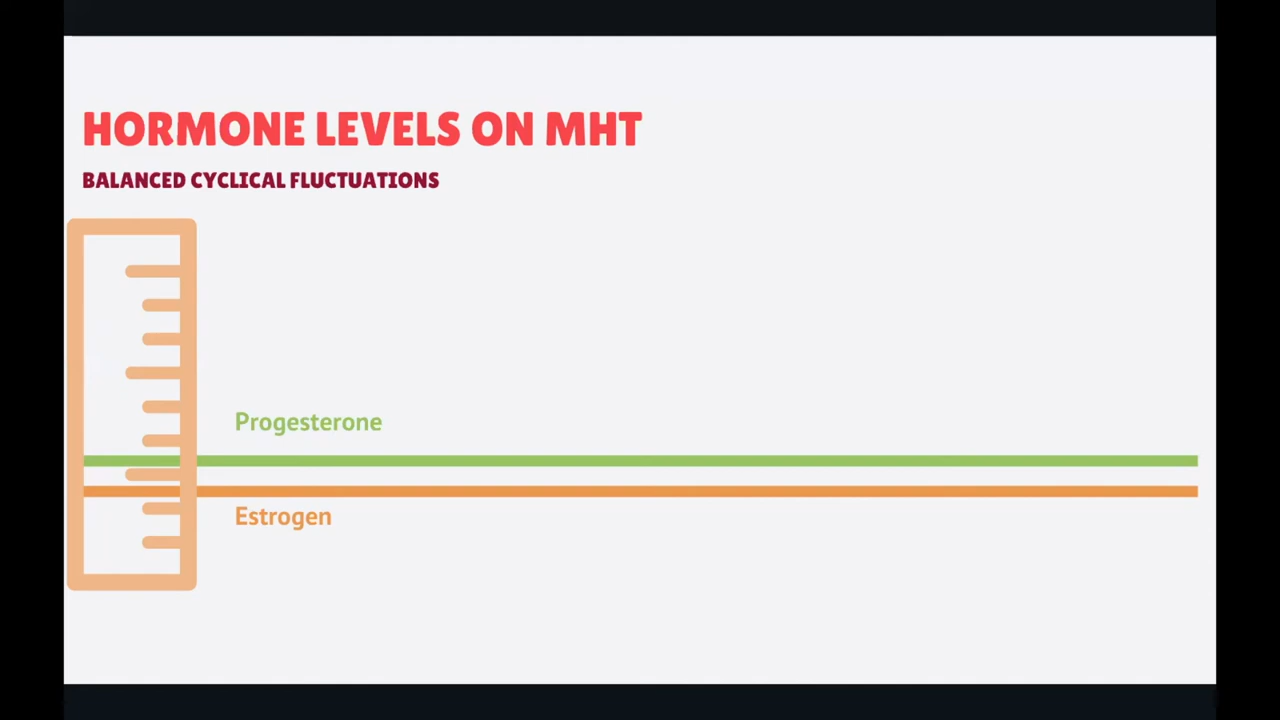 HORMONE LEVELS ON MHT
BALANCED CYCLICAL FLUCTUATIONS
Progesterone
Estrogen